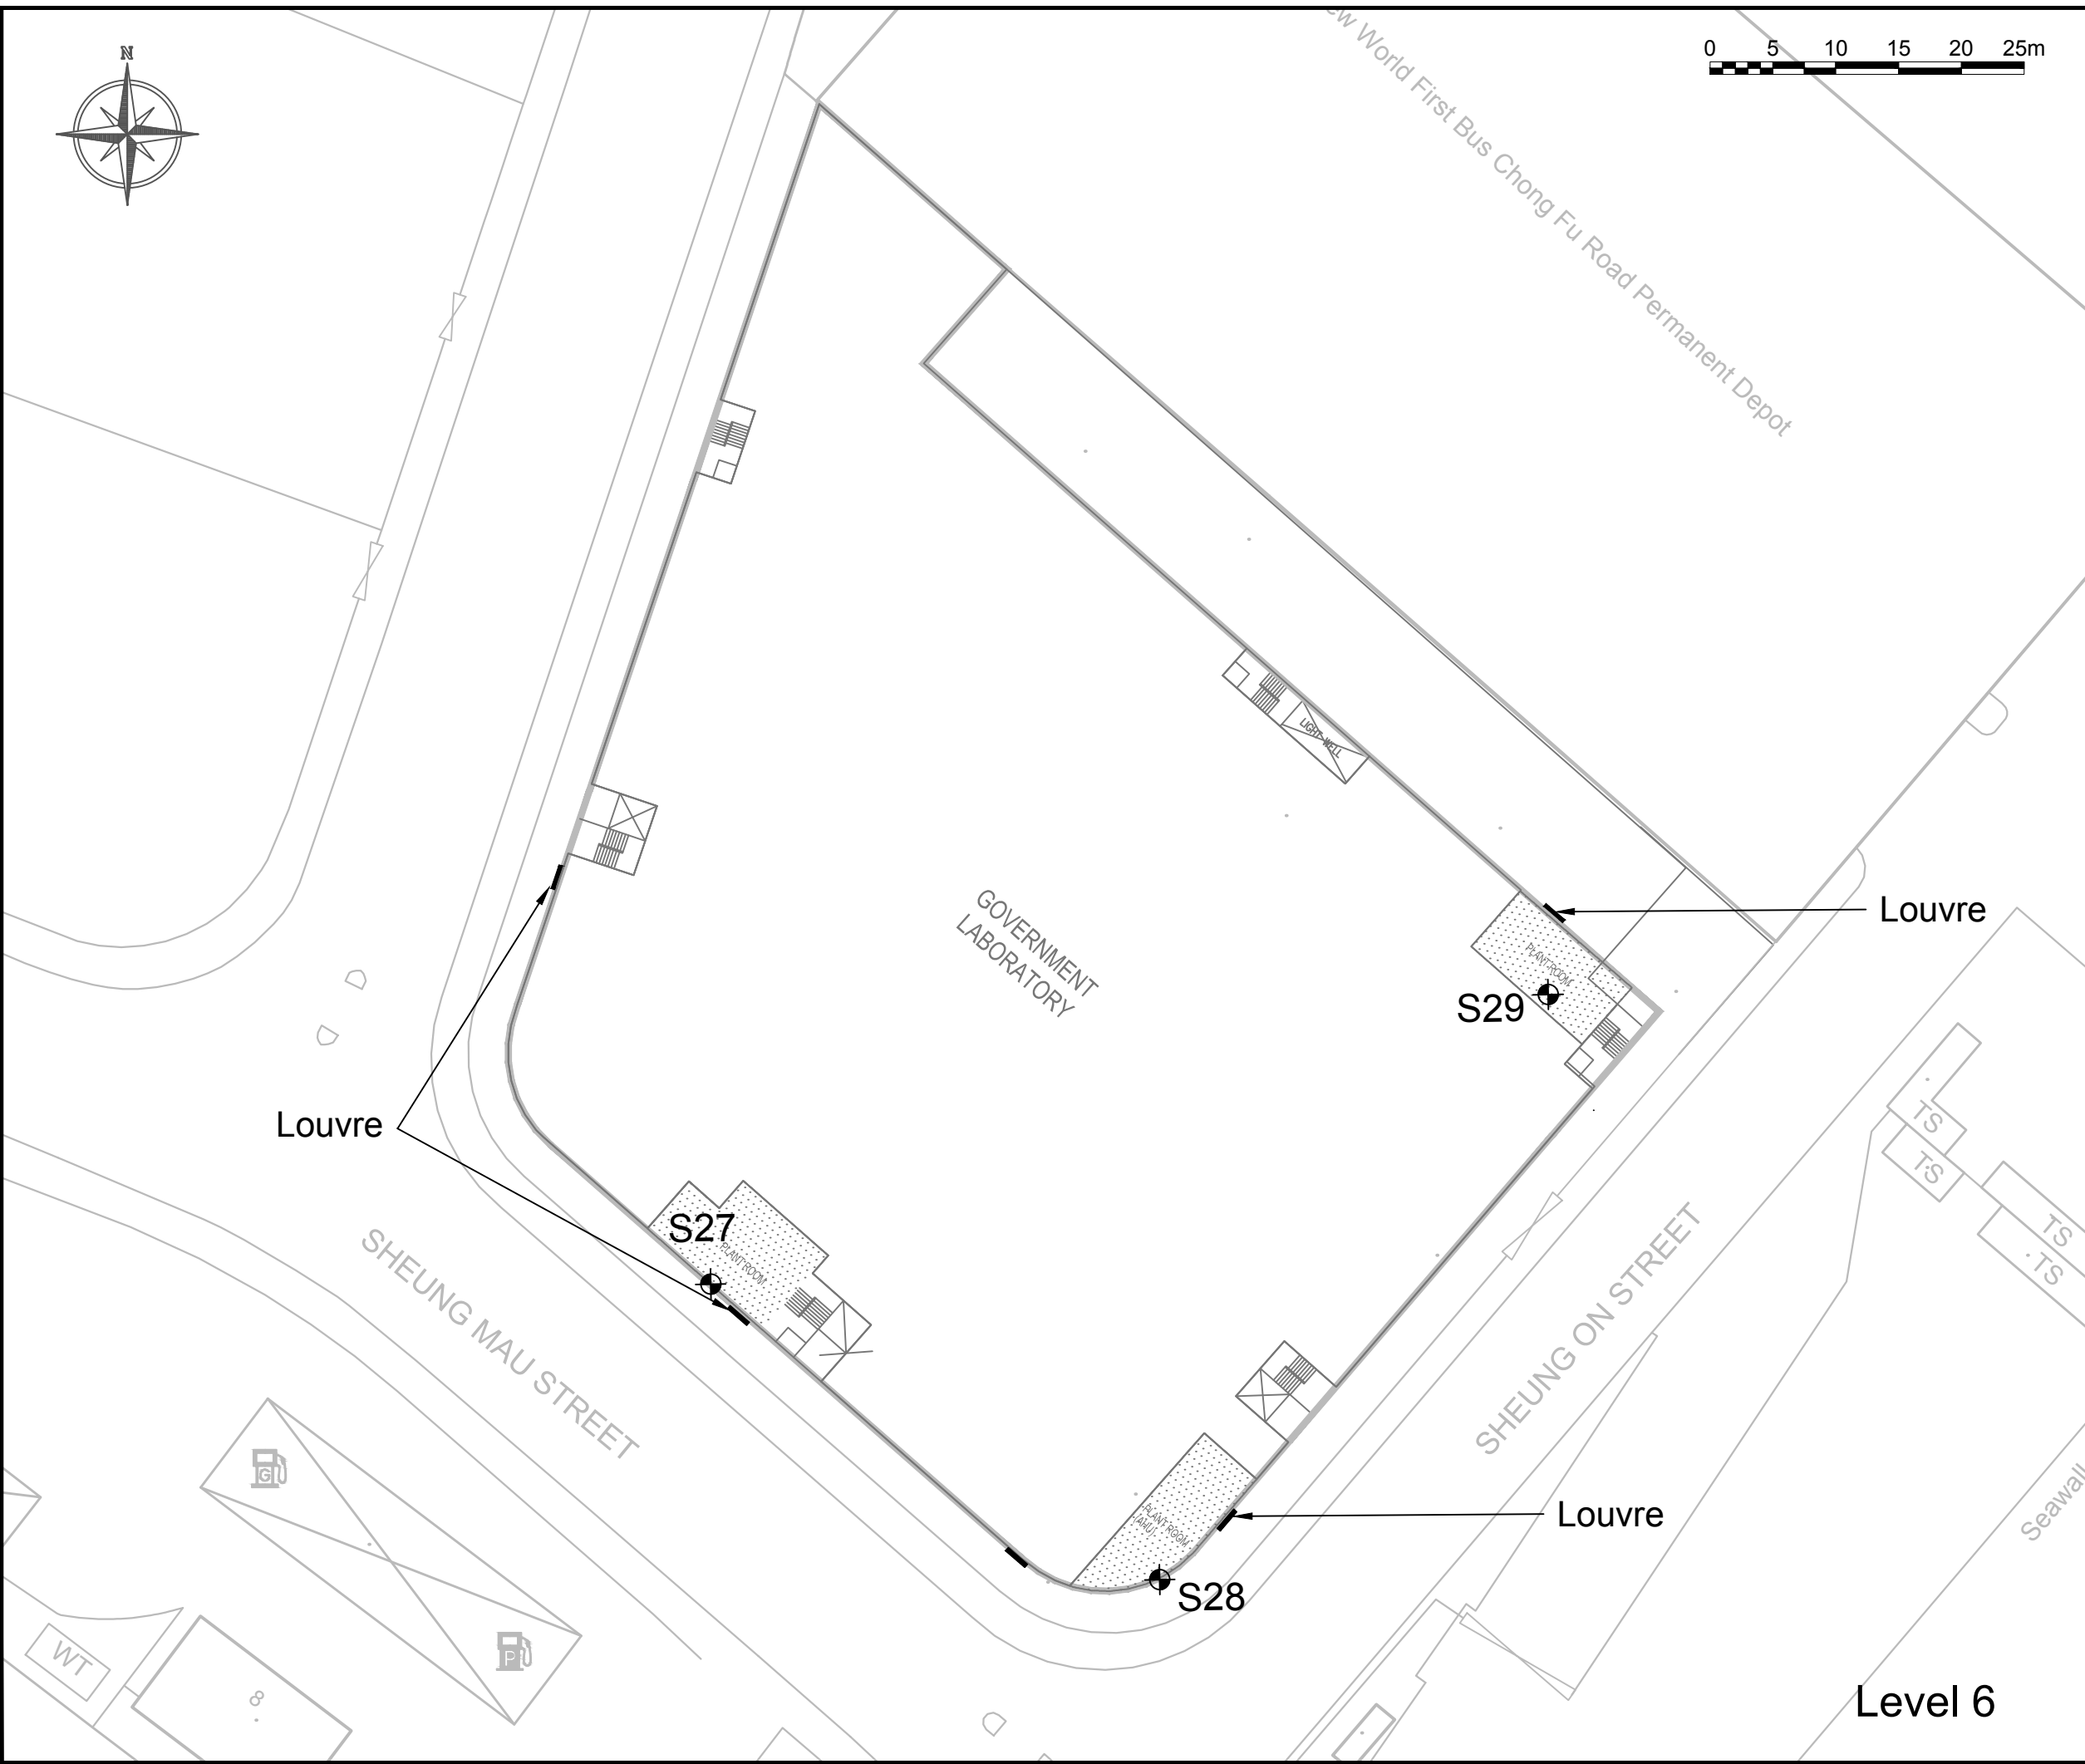 N
0 5 10 15 20 25m
ew World First Bus Chong Fu Road Permanent Depot
LIGHT WELL
GOVERNMENT
LABORATORY
Louvre
PLANT ROOM
S29
Louvre
TS
TS
TS
TS
S27
PLANT ROOM
SHEUNG MAU STREET
SHEUNG ON STREET
G
Seawall
PLANT ROOM
(AHU)
Louvre
S28
P
WT
8
Level 6